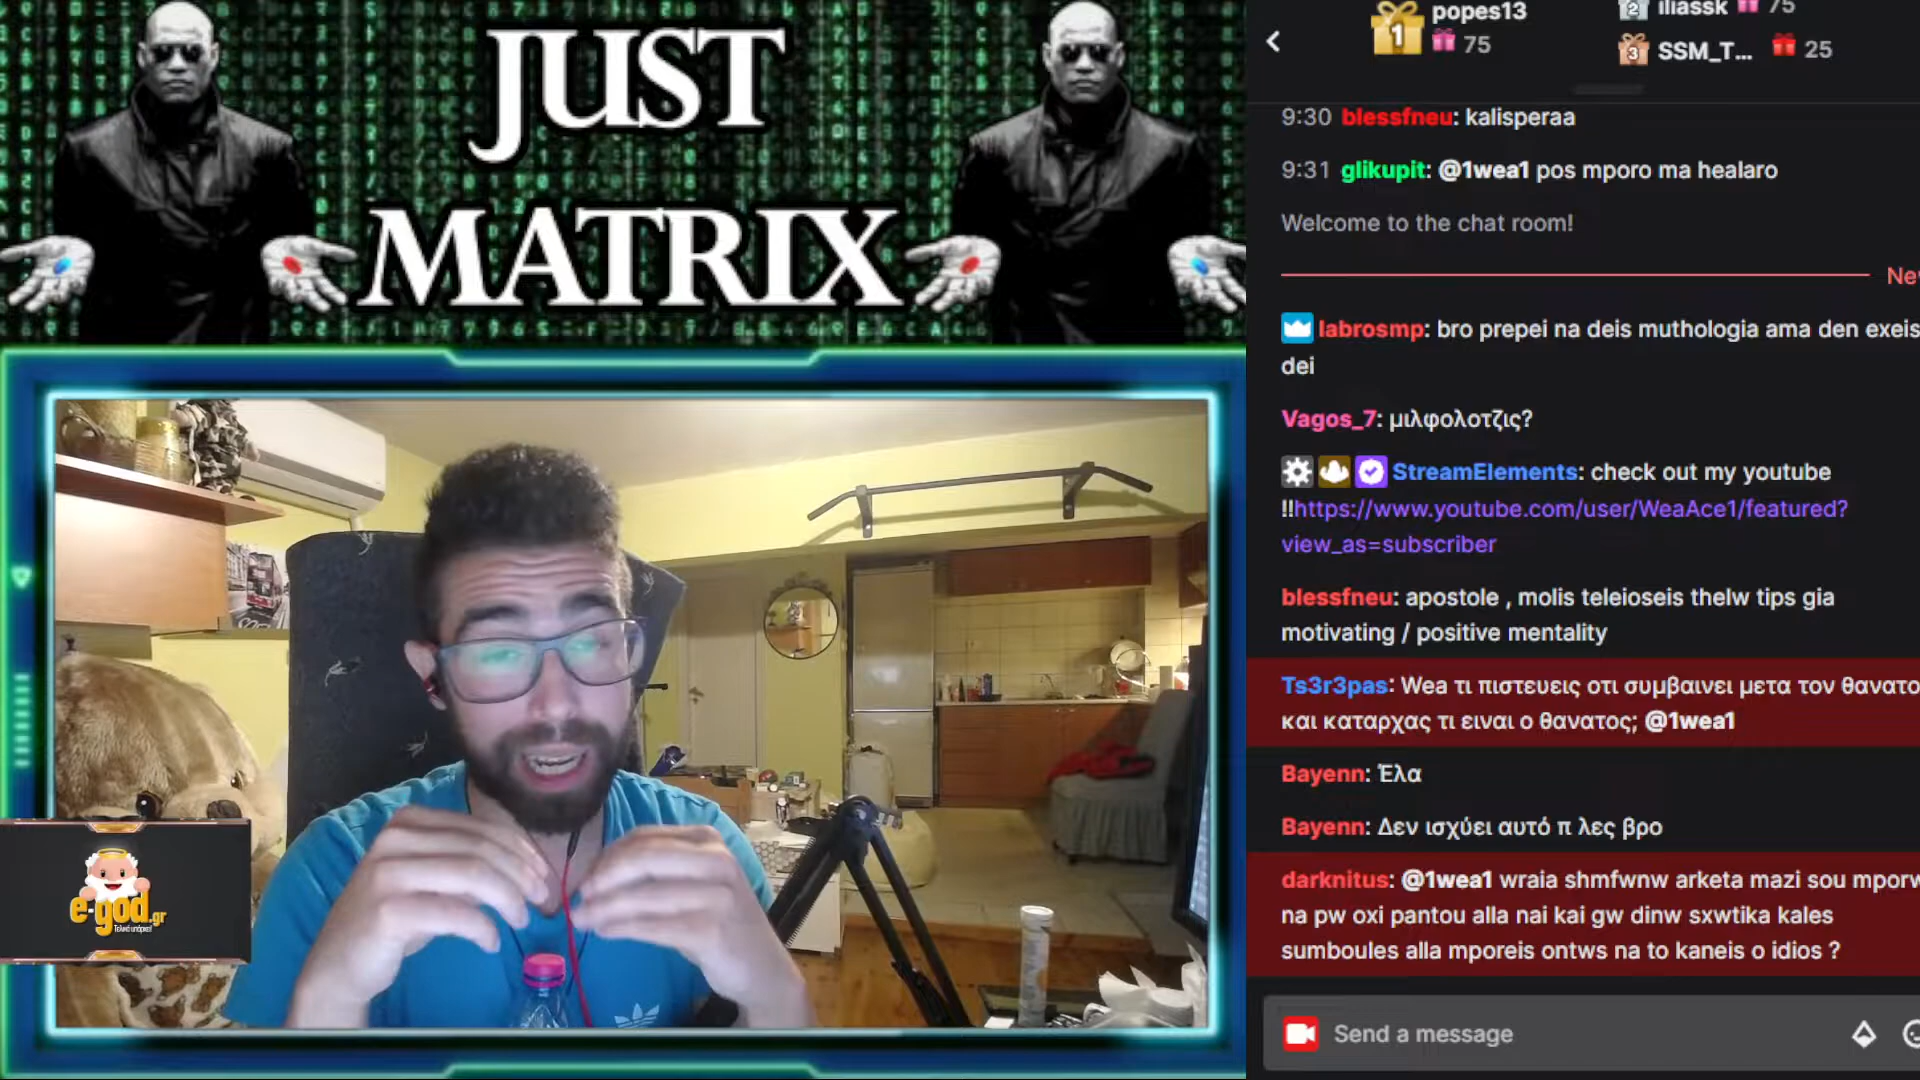 JUST
MATRIX
e-god.gr
popes13
75
1
2
iliassk
75
3
SSM_T...
25
9:30 blessfneu: kalisperaa
9:31 glikupit: @1wea1 pos mporo ma healaro
Welcome to the chat room!
labrosmp: bro prepei na deis muthologia ama den exeis
dei
Vagos_7: μιλφολοτζις?
StreamElements: check out my youtube
!!https://www.youtube.com/user/WeaAce1/featured?
view_as=subscriber
blessfneu: apostole , molis teleioseis thelw tips gia
motivating / positive mentality
Ts3r3pas: Wea τι πιστευεις οτι συμβαινει μετα τον θανατο
και καταρχας τι ειναι ο θανατος; @1wea1
Bayenn: Έλα
Bayenn: Δεν ισχύει αυτό π λες βρο
darknitus: @1wea1 wraia shmfwnw arketa mazi sou mporw
na pw oxi pantou alla nai kai gw dinw sxwtika kales
sumboules alla mporeis ontws na to kaneis o idios ?
Send a message